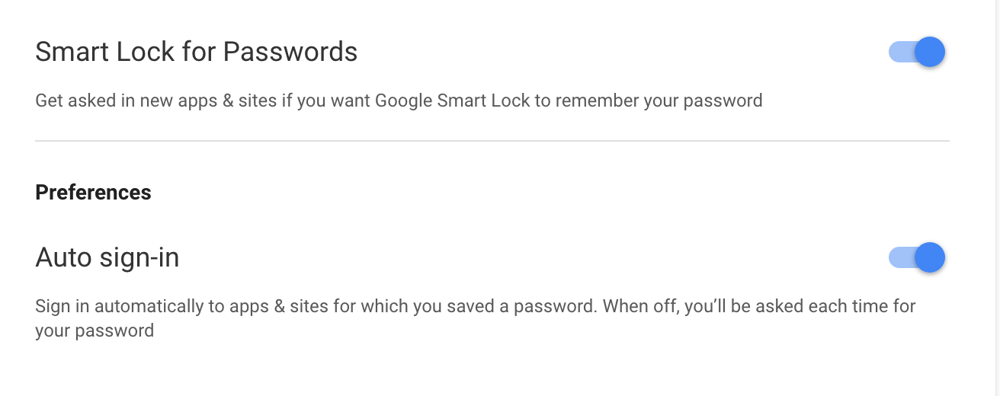 Smart Lock for Passwords
Get asked in new apps & sites if you want Google Smart Lock to remember your password
Preferences
Auto sign-in
Sign in automatically to apps & sites for which you saved a password. When off, you’ll be asked each time for
your password